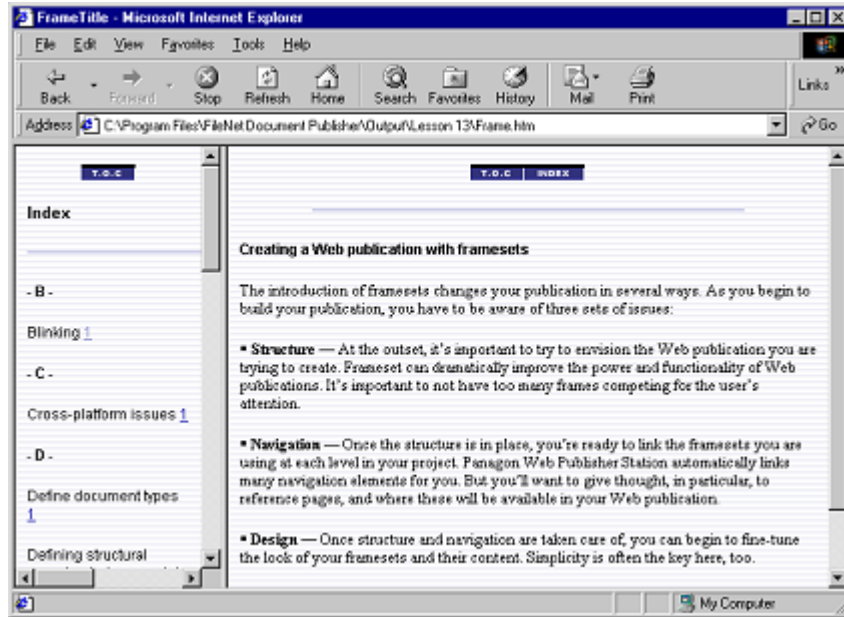 FrameTitle - Microsoft Internet Explorer
File Edit View Favorites Tools Help
Back Forward Stop Refresh Home Search Favorites History Mail Print Links »
Address C:\Program Files\FileNet Document Publisher\Output\Lesson 13\Frame.htm Go
T.O.C
Index
- B -
Blinking 1
- C -
Cross-platform issues 1
- D -
Define document types
1
Defining structural
T.O.C INDEX
Creating a Web publication with framesets
The introduction of framesets changes your publication in several ways. As you begin to
build your publication, you have to be aware of three sets of issues:
▪ Structure — At the outset, it's important to try to envision the Web publication you are
trying to create. Frameset can dramatically improve the power and functionality of Web
publications. It's important to not have too many frames competing for the user's
attention.
▪ Navigation — Once the structure is in place, you're ready to link the framesets you are
using at each level in your project. Panagon Web Publisher Station automatically links
many navigation elements for you. But you'll want to give thought, in particular, to
reference pages, and where these will be available in your Web publication.
▪ Design — Once structure and navigation are taken care of, you can begin to fine-tune
the look of your framesets and their content. Simplicity is often the key here, too.
My Computer